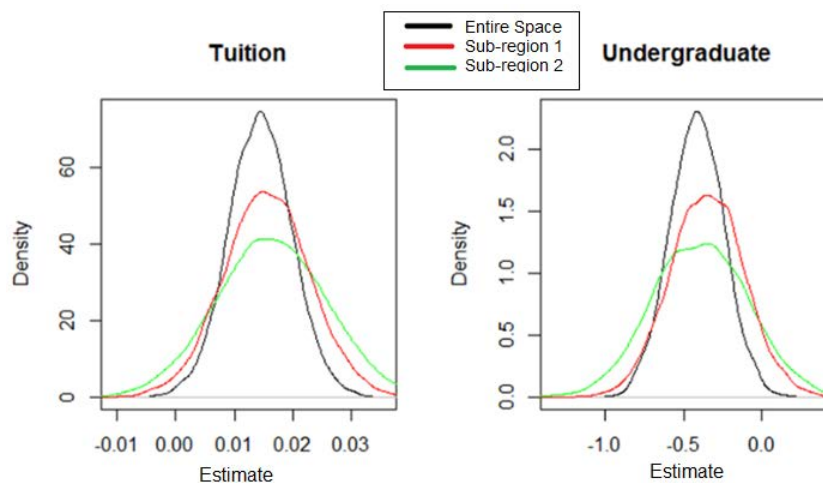 Entire Space
Sub-region 1
Sub-region 2
Tuition
Density
0 20 40 60
-0.01 0.00 0.01 0.02 0.03
Estimate
Undergraduate
Density
0.0 0.5 1.0 1.5 2.0
-1.0 -0.5 0.0
Estimate